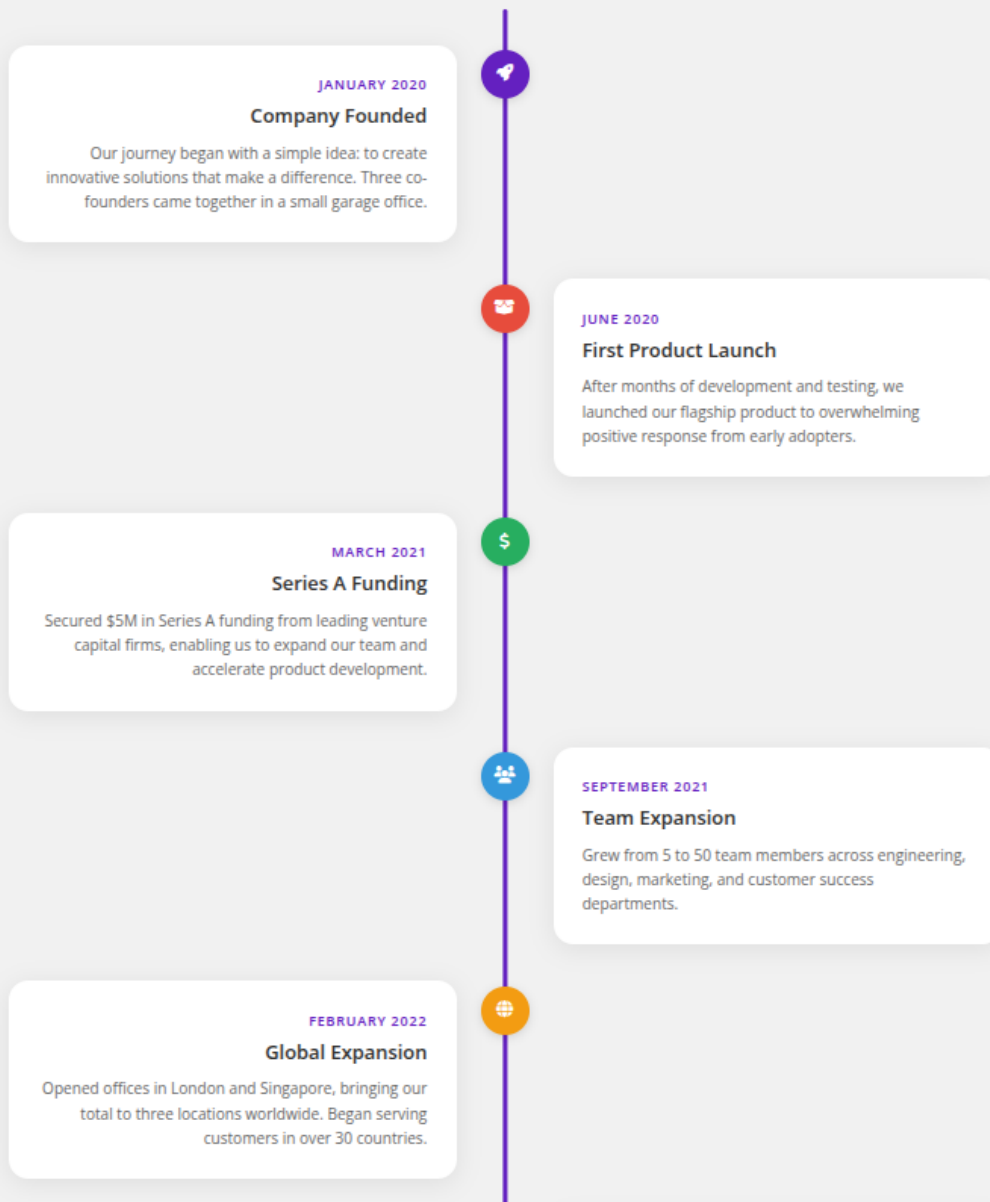 JANUARY 2020
Company Founded
Our journey began with a simple idea: to create
innovative solutions that make a difference. Three co-
founders came together in a small garage office.
JUNE 2020
First Product Launch
After months of development and testing, we
launched our flagship product to overwhelming
positive response from early adopters.
$
MARCH 2021
Series A Funding
Secured $5M in Series A funding from leading venture
capital firms, enabling us to expand our team and
accelerate product development.
SEPTEMBER 2021
Team Expansion
Grew from 5 to 50 team members across engineering,
design, marketing, and customer success
departments.
FEBRUARY 2022
Global Expansion
Opened offices in London and Singapore, bringing our
total to three locations worldwide. Began serving
customers in over 30 countries.